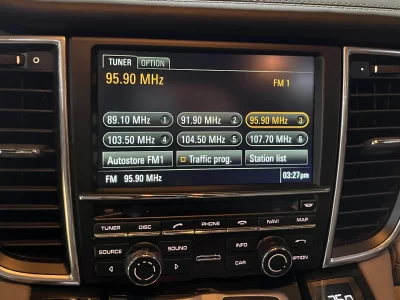 TUNER OPTION
95.90 MHz
FM 1
89.10 MHz 1 91.90 MHz 2 95.90 MHz 3
103.50 MHz 4 104.50 MHz 5 107.70 MHz 6
Autostore FM1 Traffic prog. Station list
FM 95.90 MHz 03:27pm
TUNER DISC PHONE NAVI MAP
SOURCE SOUND INFO
CAR OPTION